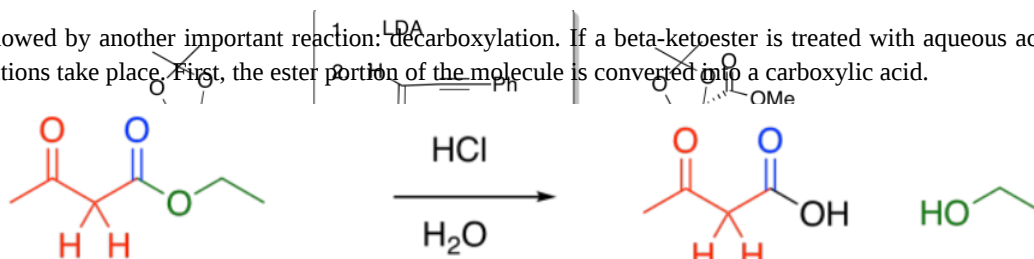 1. LDA
owed by another important reaction: decarboxylation. If a beta-ketoester is treated with aqueous ac
tions take place. First, the ester portion of the molecule is converted into a carboxylic acid.
O O Ph O O O
OMe
O O HCl O O
O H₂O OH HO
H H H H